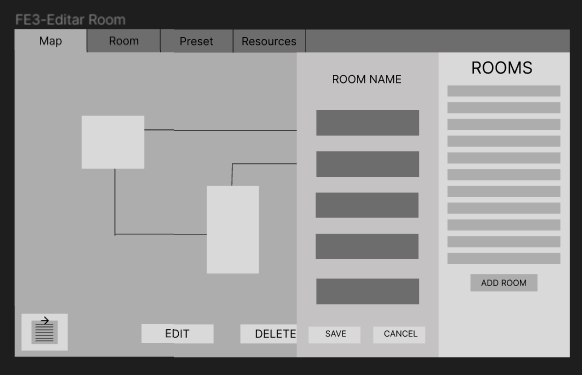 FE3-Editar Room
Map
Room
Preset
Resources
ROOM NAME
ROOMS
ADD ROOM
EDIT
DELETE
SAVE
CANCEL